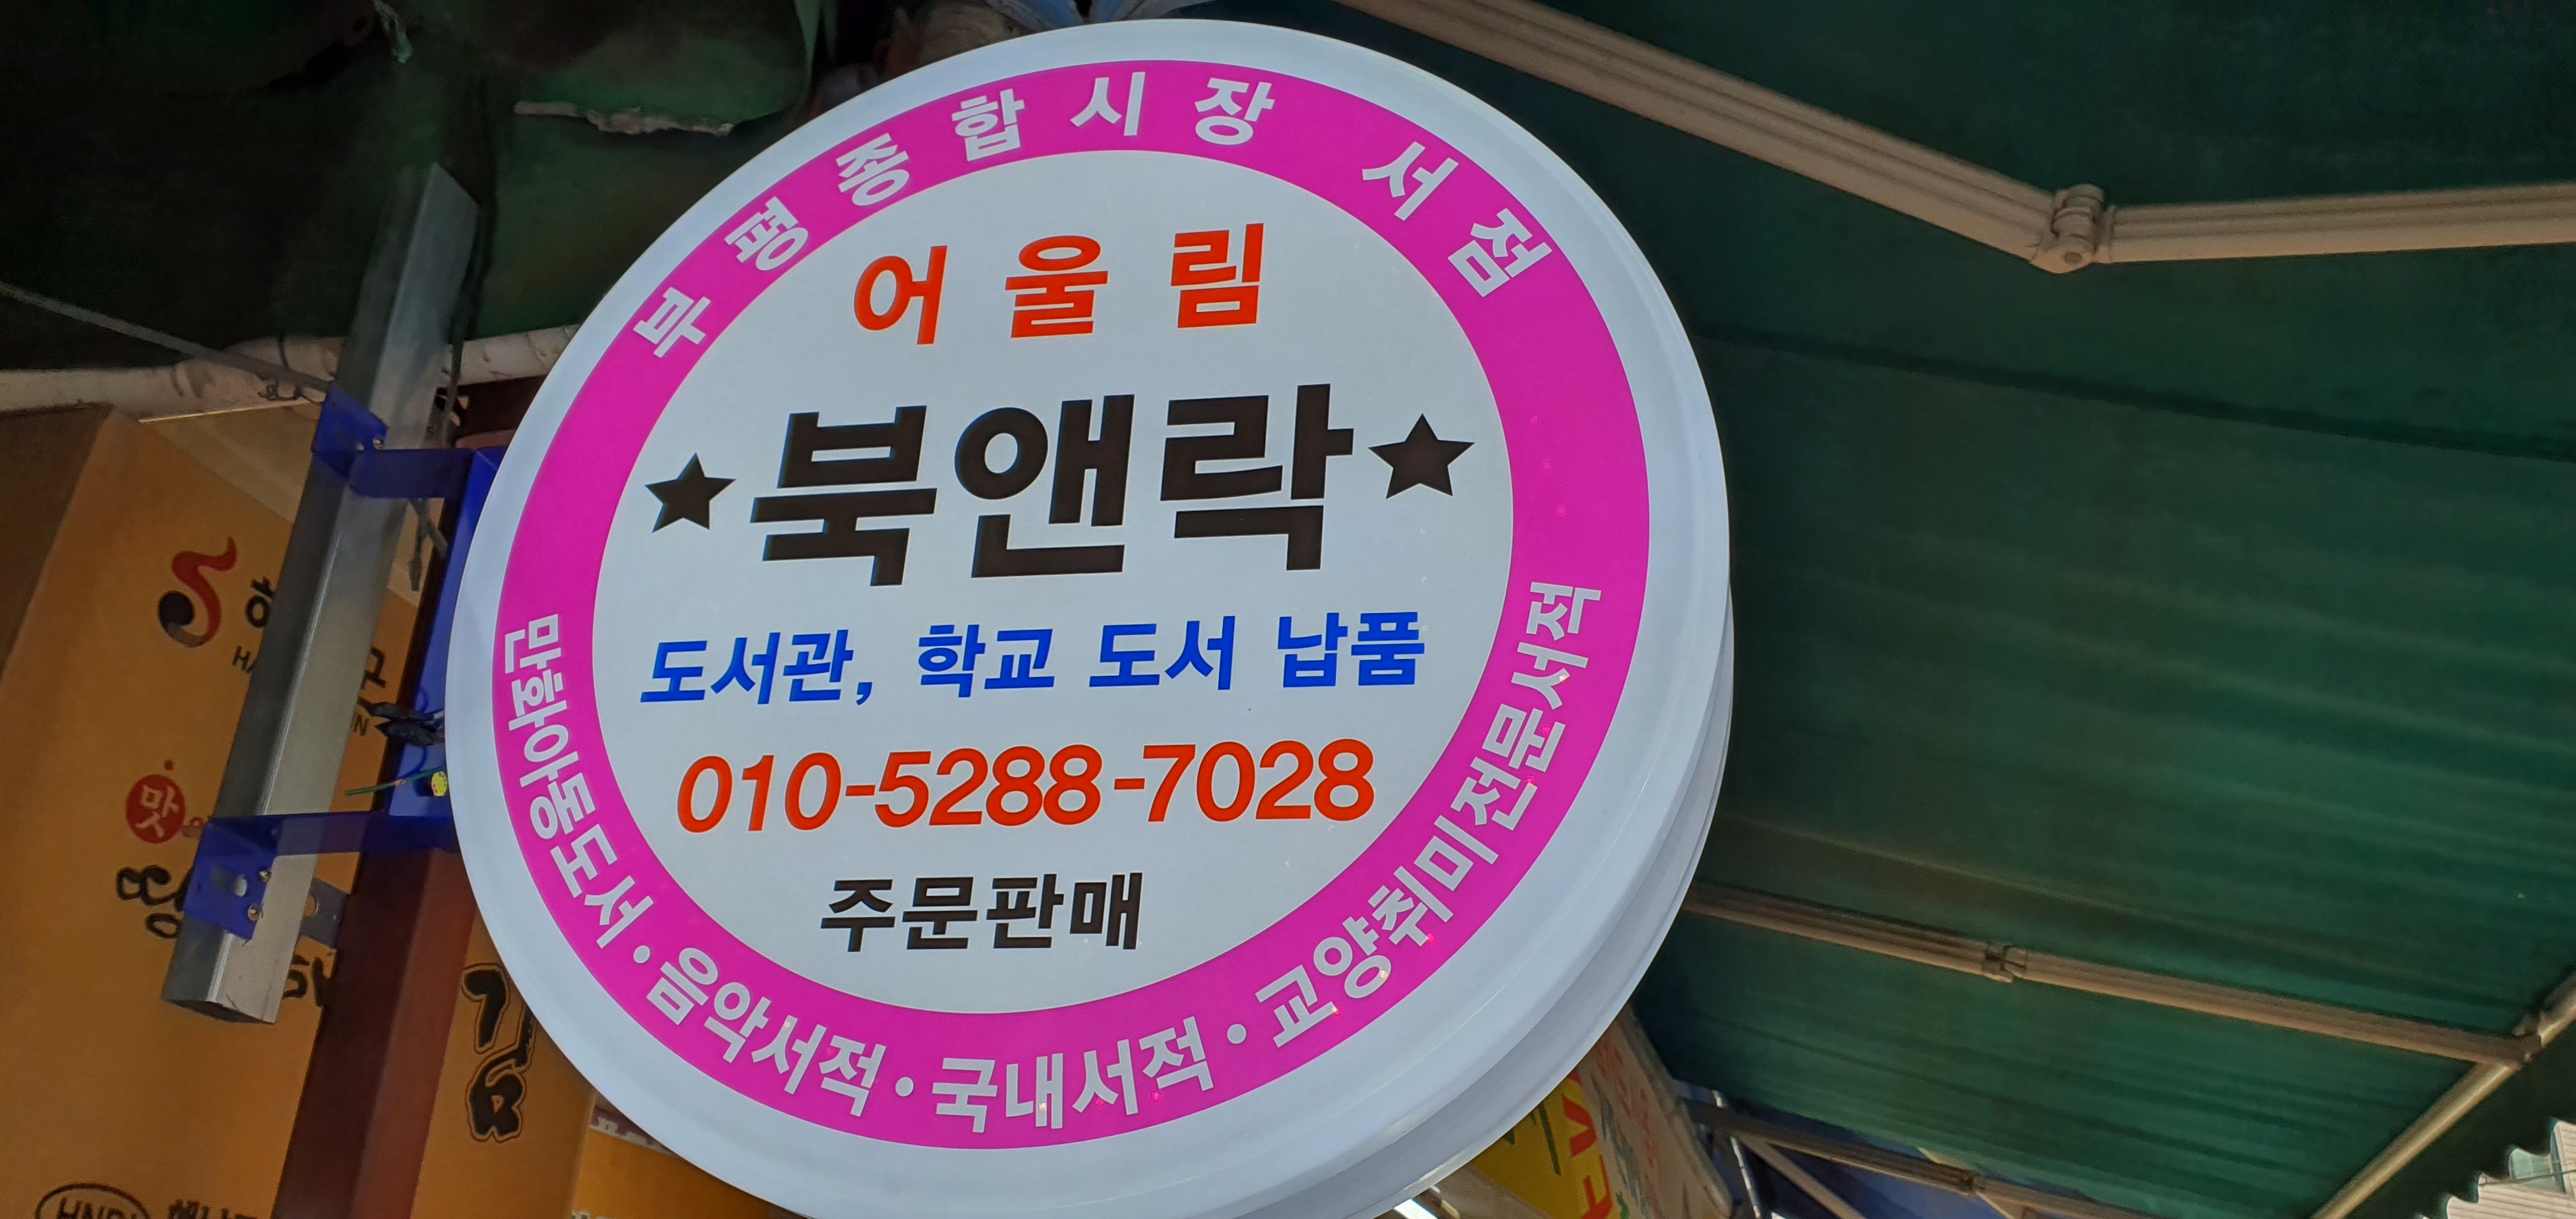 부평종합시장 서점
어울림
★북앤락★
도서관, 학교 도서 납품
010-5288-7028
주문판매
만화아동도서·음악서적·국내서적·교양취미전문서적
맛
김